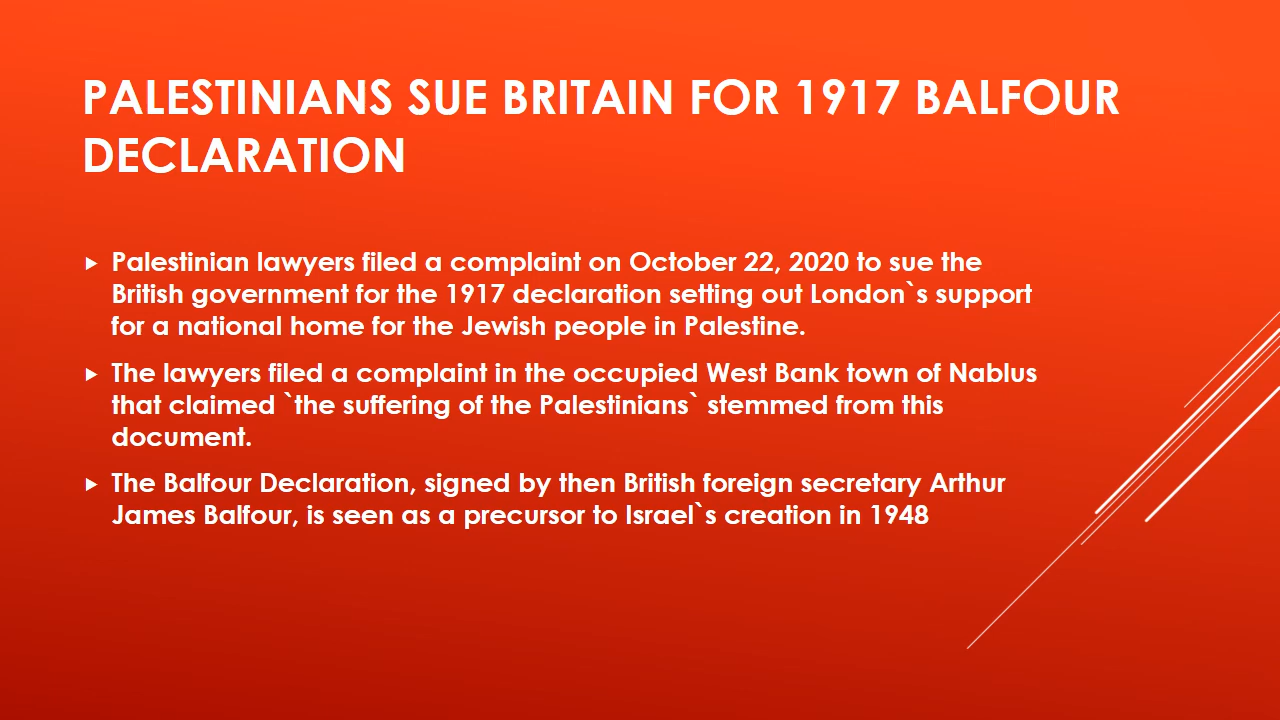 PALESTINIANS SUE BRITAIN FOR 1917 BALFOUR
DECLARATION
Palestinian lawyers filed a complaint on October 22, 2020 to sue the
British government for the 1917 declaration setting out London`s support
for a national home for the Jewish people in Palestine.
The lawyers filed a complaint in the occupied West Bank town of Nablus
that claimed `the suffering of the Palestinians` stemmed from this
document.
The Balfour Declaration, signed by then British foreign secretary Arthur
James Balfour, is seen as a precursor to Israel`s creation in 1948